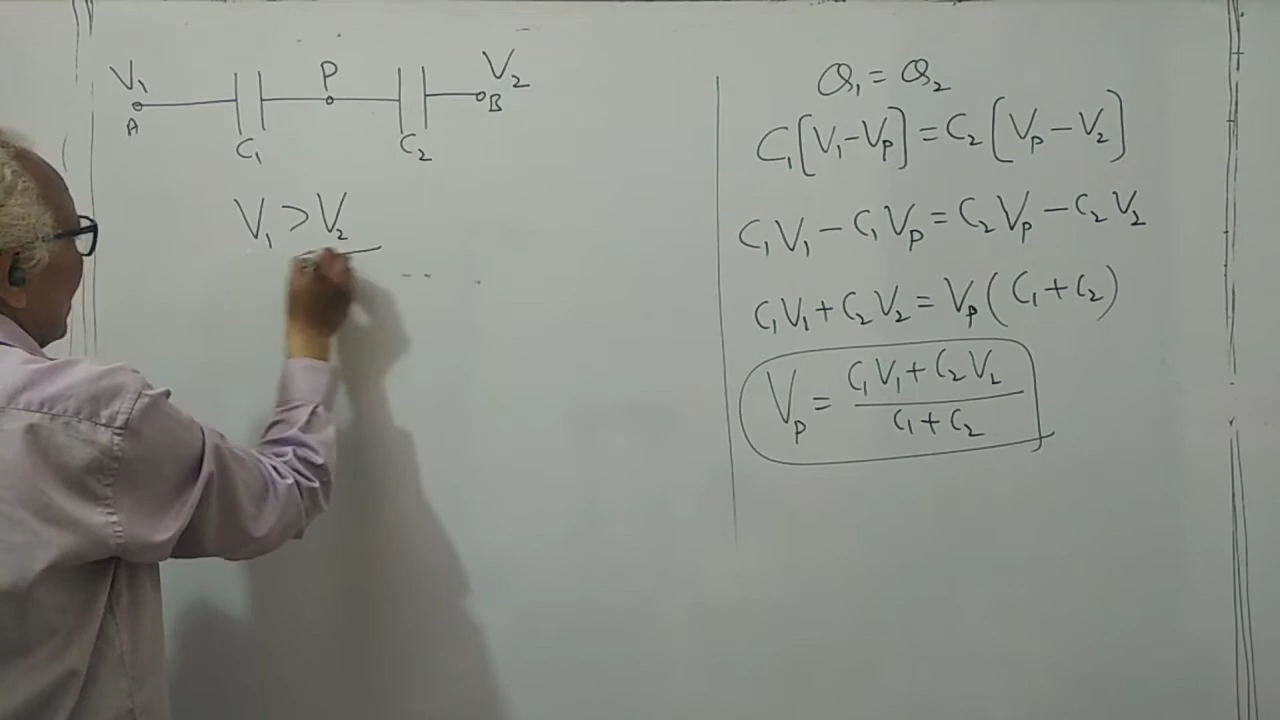 V₁ P V₂
A B
C₁ C₂
V₁ > V₂
Q₁ = Q₂
C₁[V₁ - Vp] = C₂[Vp - V₂]
C₁V₁ - C₁Vp = C₂Vp - C₂V₂
C₁V₁ + C₂V₂ = Vp(C₁ + C₂)
Vp = (C₁V₁ + C₂V₂)/(C₁ + C₂)